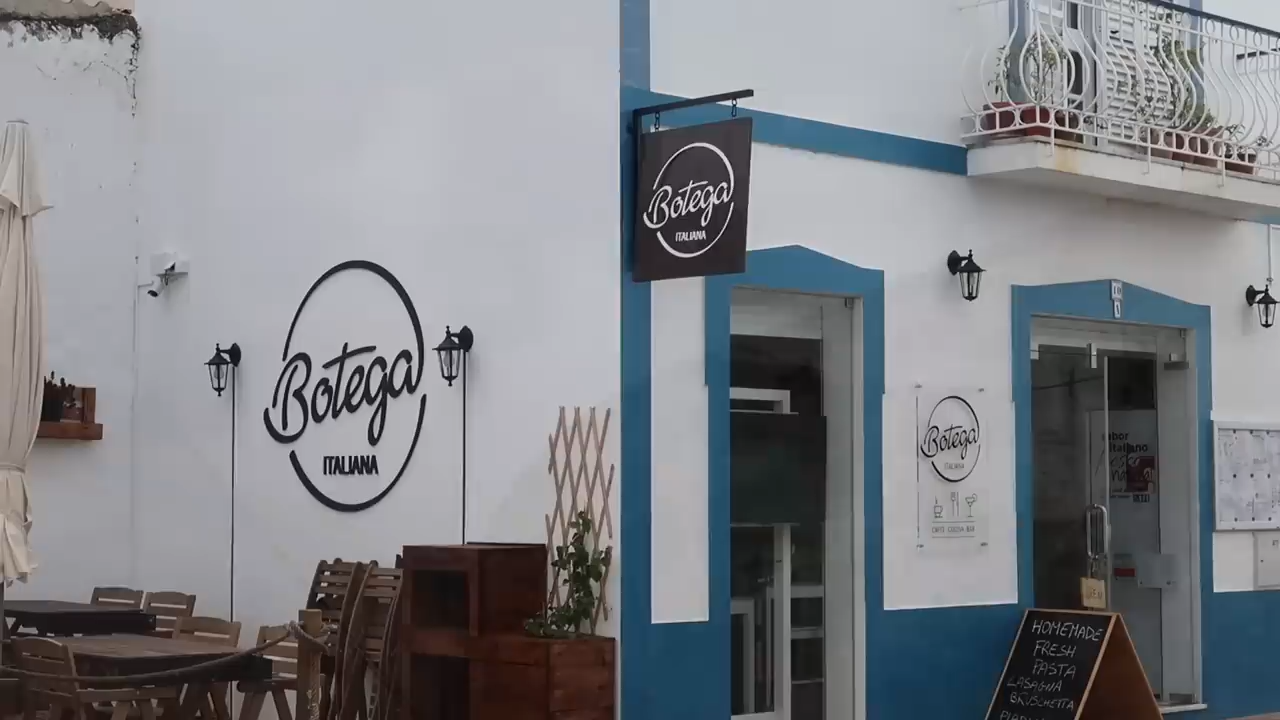 Botega
ITALIANA
Botega
ITALIANA
Botega
ITALIANA
HOMEMADE
FRESH
PASTA
LASAGNA
BRUSCHETTA